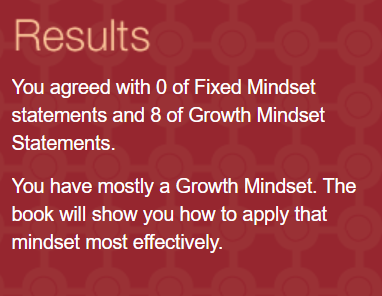 Results
You agreed with 0 of Fixed Mindset
statements and 8 of Growth Mindset
Statements.
You have mostly a Growth Mindset. The
book will show you how to apply that
mindset most effectively.